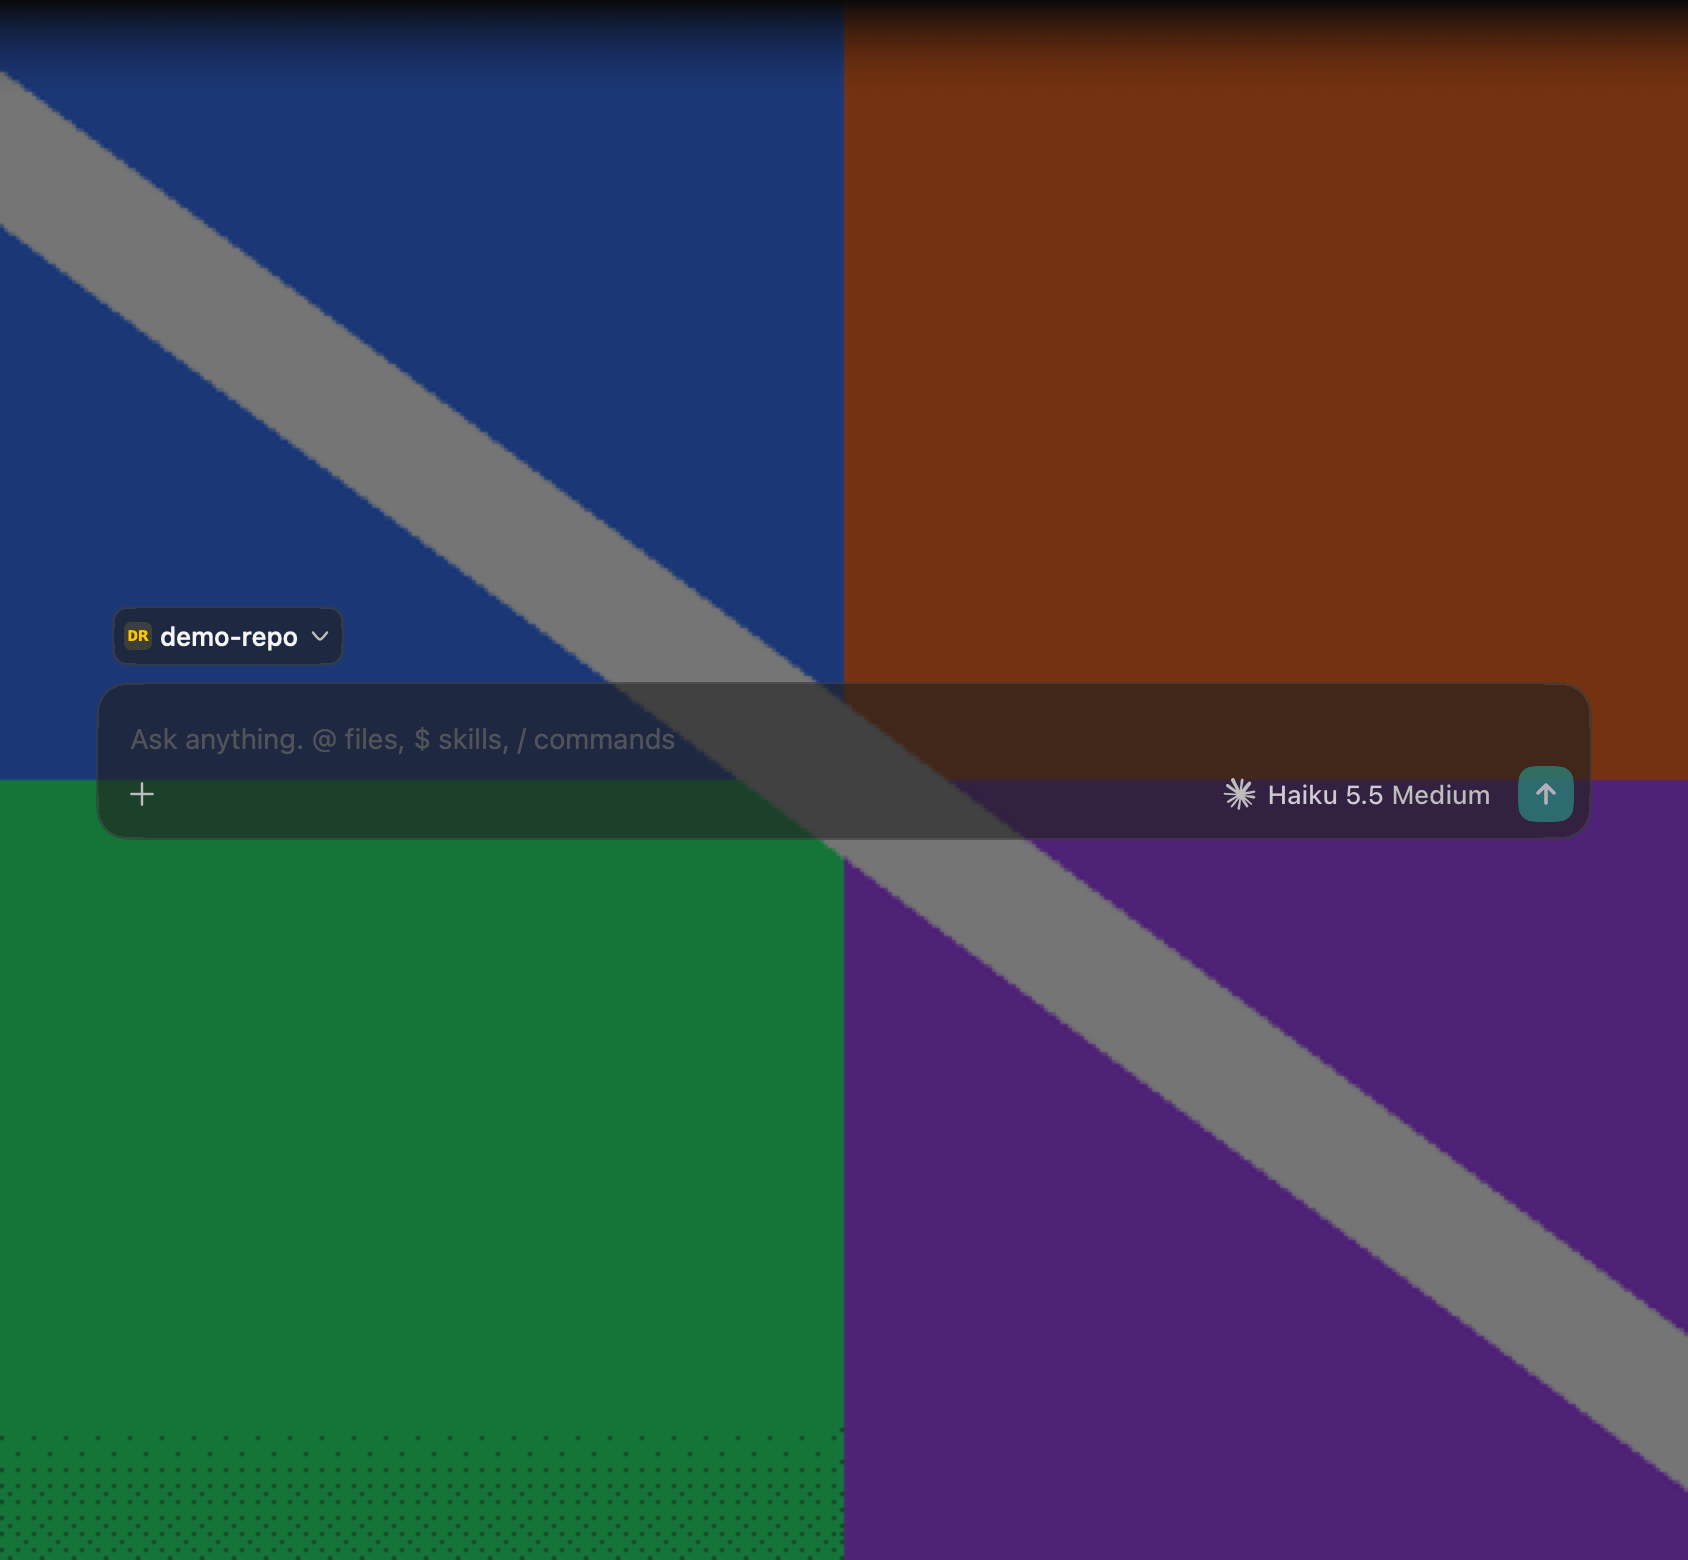 DR demo-repo
Ask anything. @ files, $ skills, / commands
Haiku 5.5 Medium